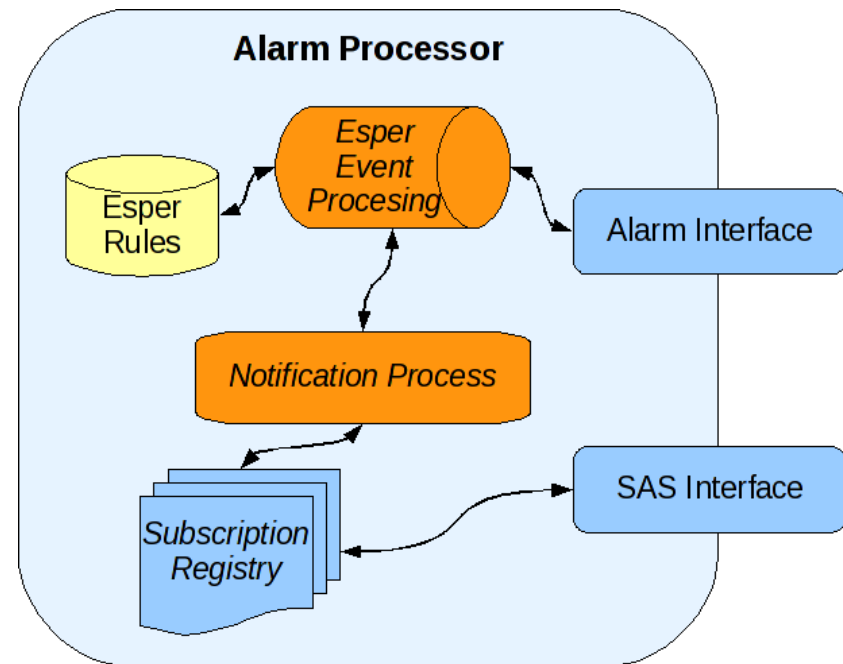 Alarm Processor
Esper
Event
Procesing
Esper
Rules
Alarm Interface
Notification Process
SAS Interface
Subscription
Registry